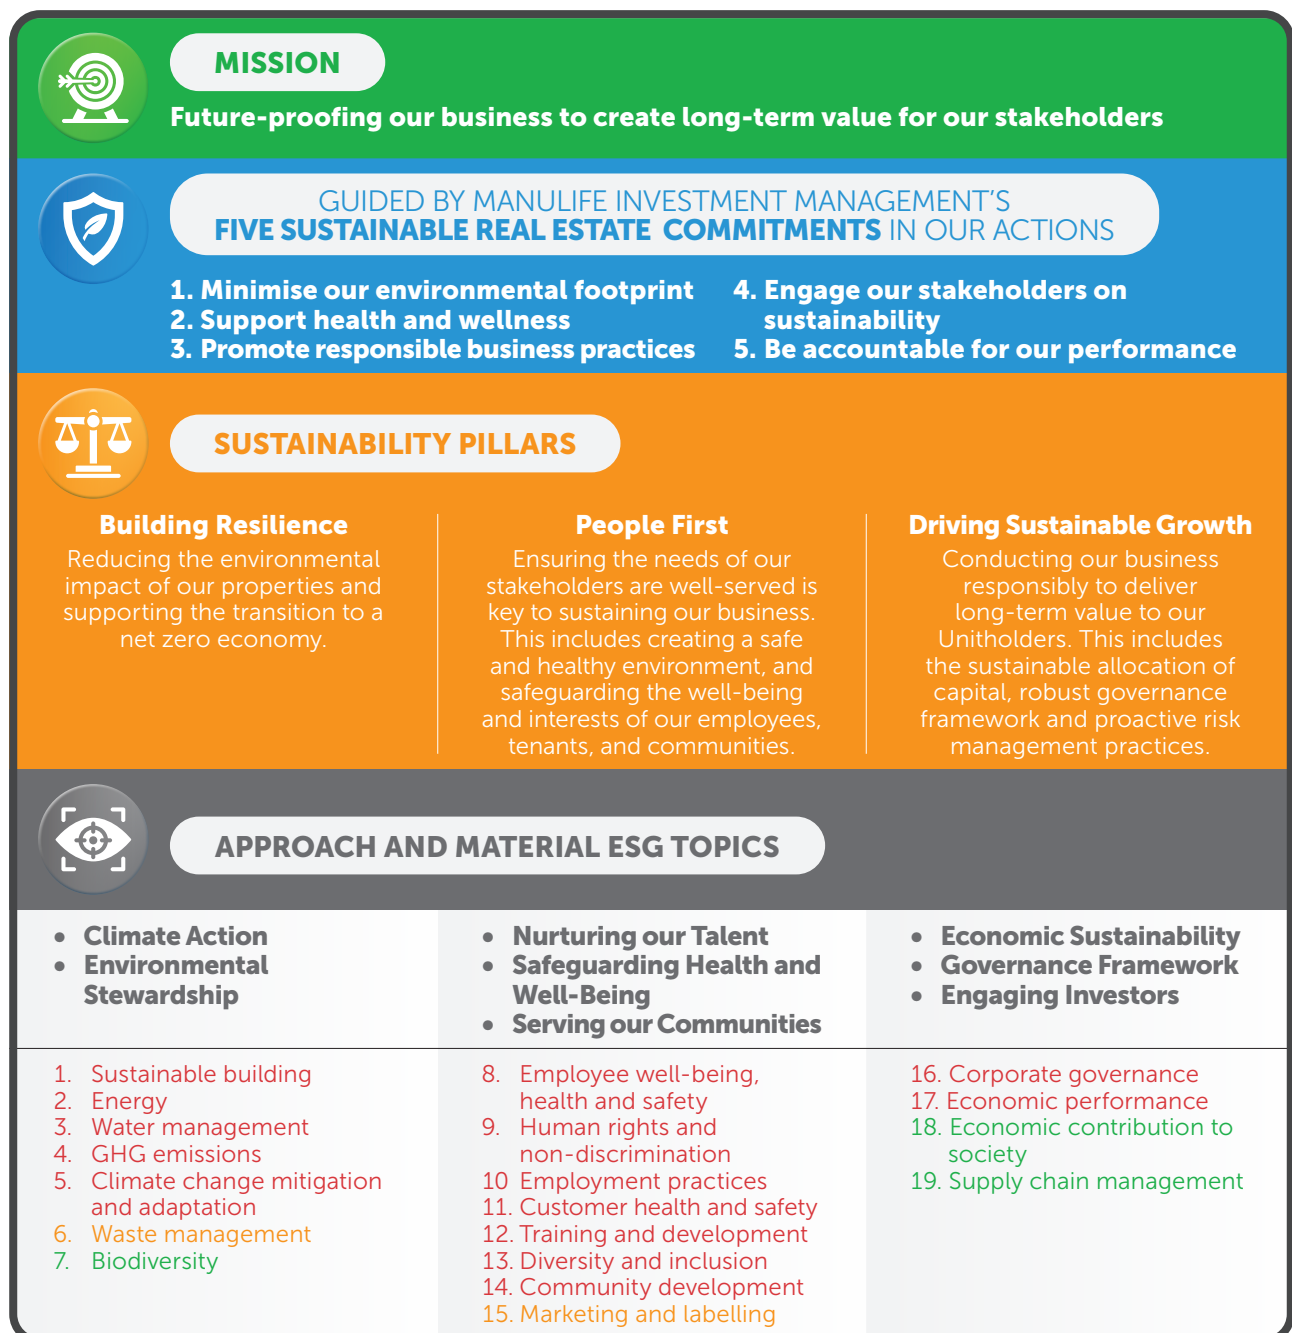 MISSION
Future-proofing our business to create long-term value for our stakeholders
GUIDED BY MANULIFE INVESTMENT MANAGEMENT'S
FIVE SUSTAINABLE REAL ESTATE COMMITMENTS IN OUR ACTIONS
1. Minimise our environmental footprint
2. Support health and wellness
3. Promote responsible business practices
4. Engage our stakeholders on
sustainability
5. Be accountable for our performance
SUSTAINABILITY PILLARS
Building Resilience
Reducing the environmental
impact of our properties and
supporting the transition to a
net zero economy.
People First
Ensuring the needs of our
stakeholders are well-served is
key to sustaining our business.
This includes creating a safe
and healthy environment, and
safeguarding the well-being
and interests of our employees,
tenants, and communities.
Driving Sustainable Growth
Conducting our business
responsibly to deliver
long-term value to our
Unitholders. This includes
the sustainable allocation of
capital, robust governance
framework and proactive risk
management practices.
APPROACH AND MATERIAL ESG TOPICS
• Climate Action
• Environmental
Stewardship
• Nurturing our Talent
• Safeguarding Health and
Well-Being
• Serving our Communities
• Economic Sustainability
• Governance Framework
• Engaging Investors
1. Sustainable building
2. Energy
3. Water management
4. GHG emissions
5. Climate change mitigation
and adaptation
6. Waste management
7. Biodiversity
8. Employee well-being,
health and safety
9. Human rights and
non-discrimination
10 Employment practices
11. Customer health and safety
12. Training and development
13. Diversity and inclusion
14. Community development
15. Marketing and labelling
16. Corporate governance
17. Economic performance
18. Economic contribution to
society
19. Supply chain management